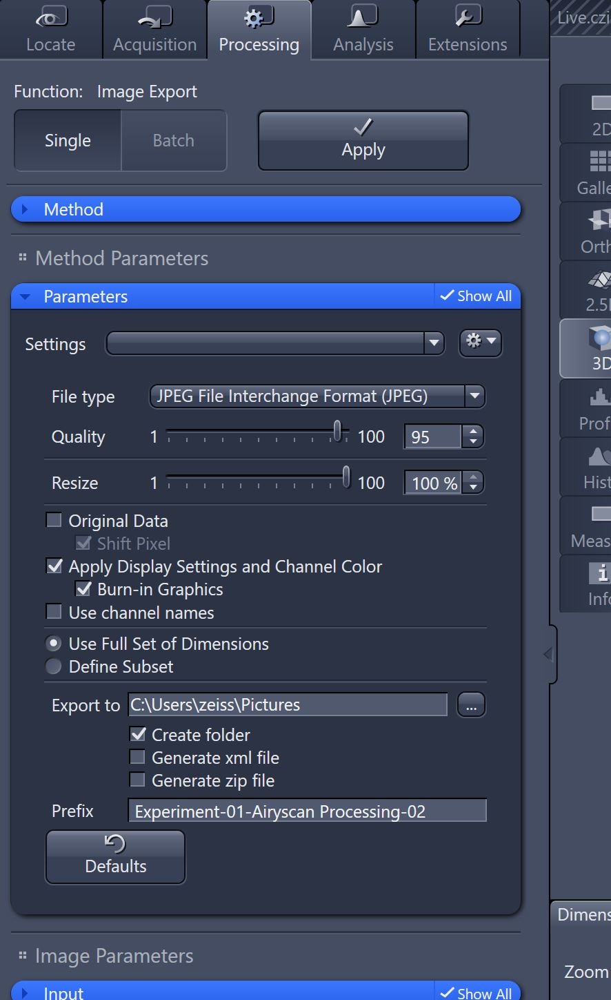 Locate Acquisition Processing Analysis Extensions
Live.czi
Function: Image Export
Single Batch Apply
2D
Method
Galle
Method Parameters
Orth
Parameters Show All
2.5
Settings
3D
File type JPEG File Interchange Format (JPEG)
Prof
Quality 1 100 95
Resize 1 100 100 %
Hist
Original Data
Shift Pixel
Meas
Apply Display Settings and Channel Color
Burn-in Graphics
Info
Use channel names
Use Full Set of Dimensions
Define Subset
Export to C:\Users\zeiss\Pictures ...
Create folder
Generate xml file
Generate zip file
Prefix Experiment-01-Airyscan Processing-02
Defaults
Dimens
Image Parameters
Zoom
Input Show All